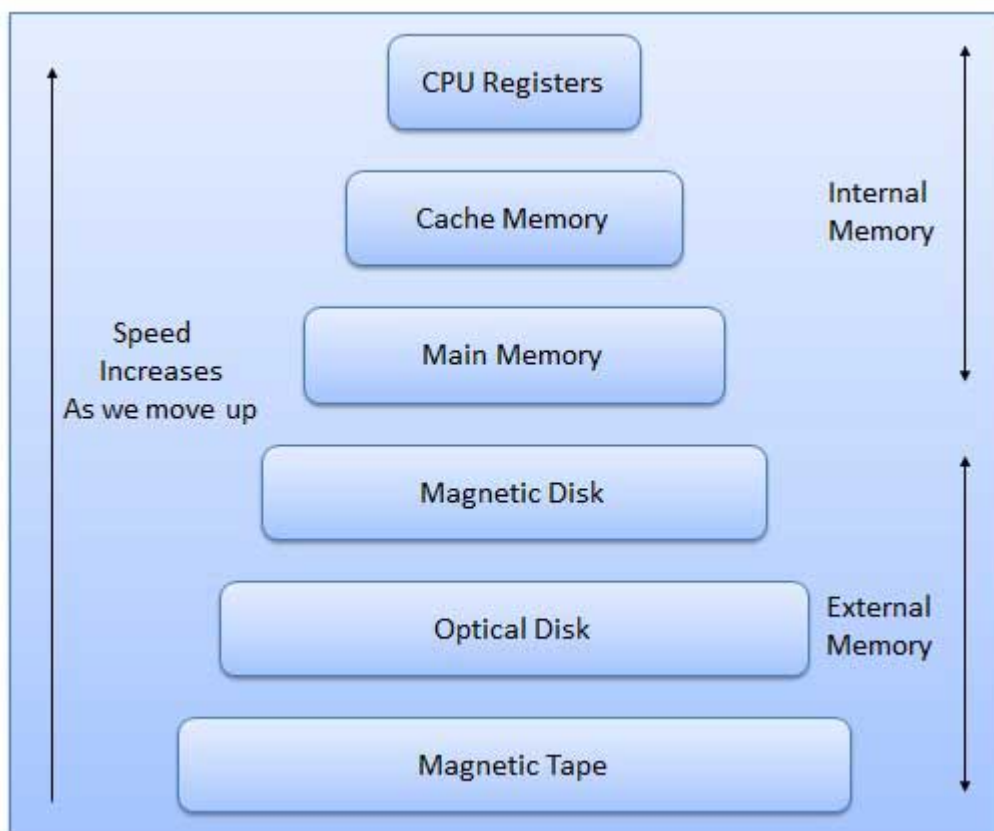 CPU Registers
Cache Memory
Internal
Memory
Main Memory
Speed
Increases
As we move up
Magnetic Disk
Optical Disk
External
Memory
Magnetic Tape